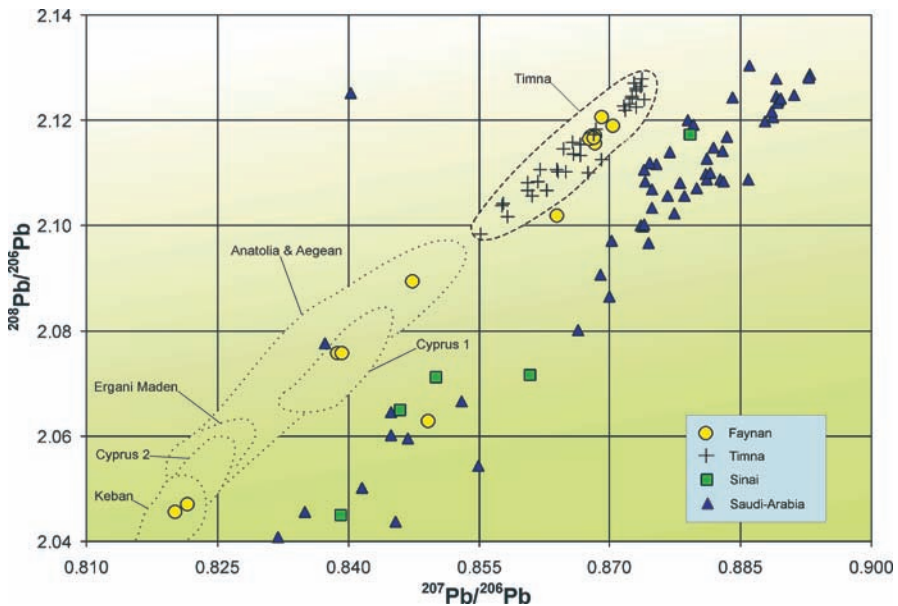 2.14
2.12
2.10
2.08
2.06
2.04
²⁰⁸Pb/²⁰⁶Pb
Timna
Anatolia & Aegean
Cyprus 1
Ergani Maden
Cyprus 2
Keban
Faynan
Timna
Sinai
Saudi-Arabia
0.810 0.825 0.840 0.855 0.870 0.885 0.900
²⁰⁷Pb/²⁰⁶Pb